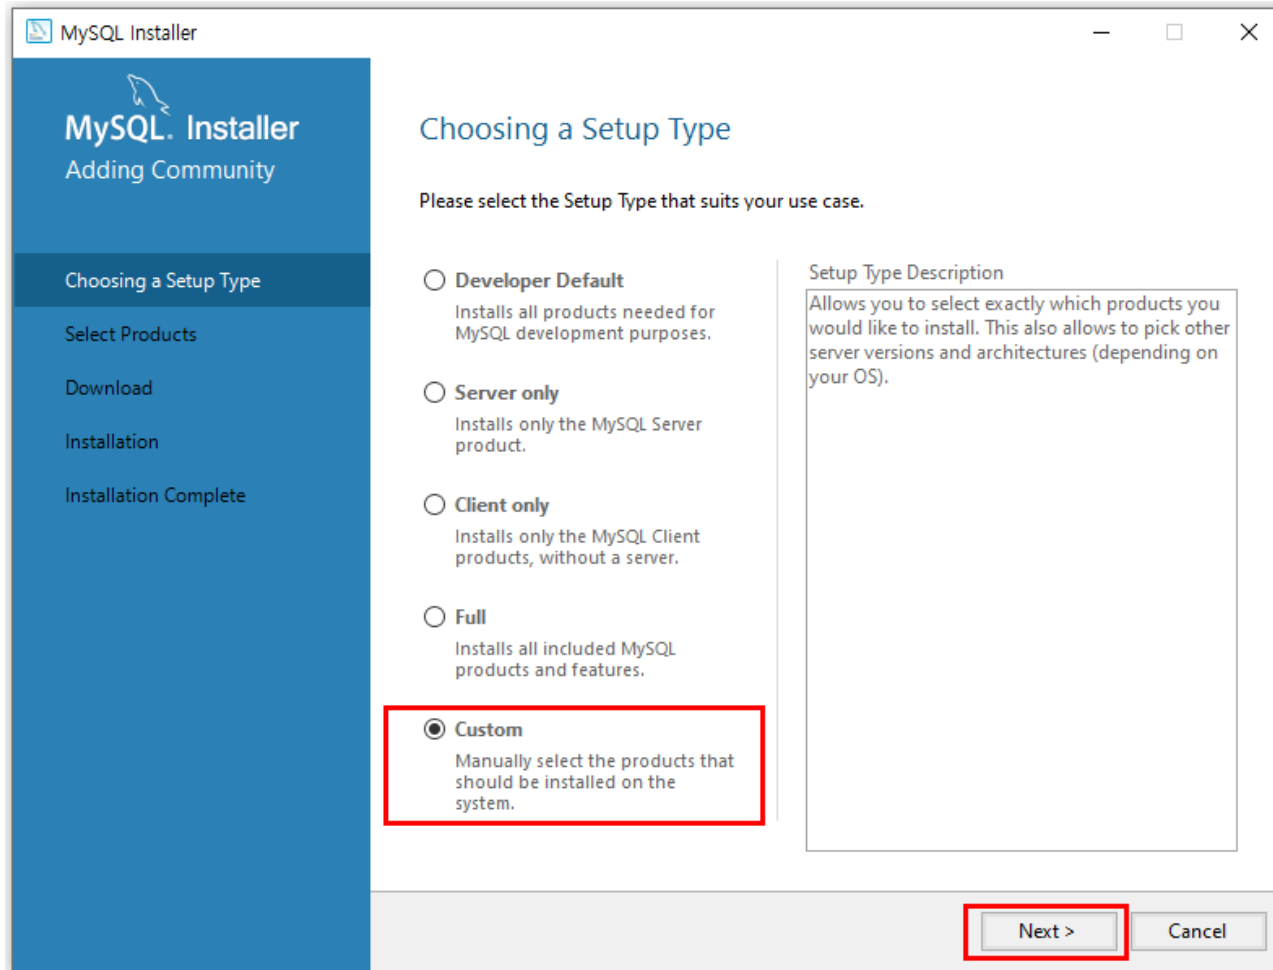 MySQL Installer
MySQL. Installer
Adding Community
Choosing a Setup Type
Select Products
Download
Installation
Installation Complete
Choosing a Setup Type
Please select the Setup Type that suits your use case.
Developer Default
Installs all products needed for
MySQL development purposes.
Server only
Installs only the MySQL Server
product.
Client only
Installs only the MySQL Client
products, without a server.
Full
Installs all included MySQL
products and features.
Custom
Manually select the products that
should be installed on the
system.
Setup Type Description
Allows you to select exactly which products you
would like to install. This also allows to pick other
server versions and architectures (depending on
your OS).
Next >
Cancel